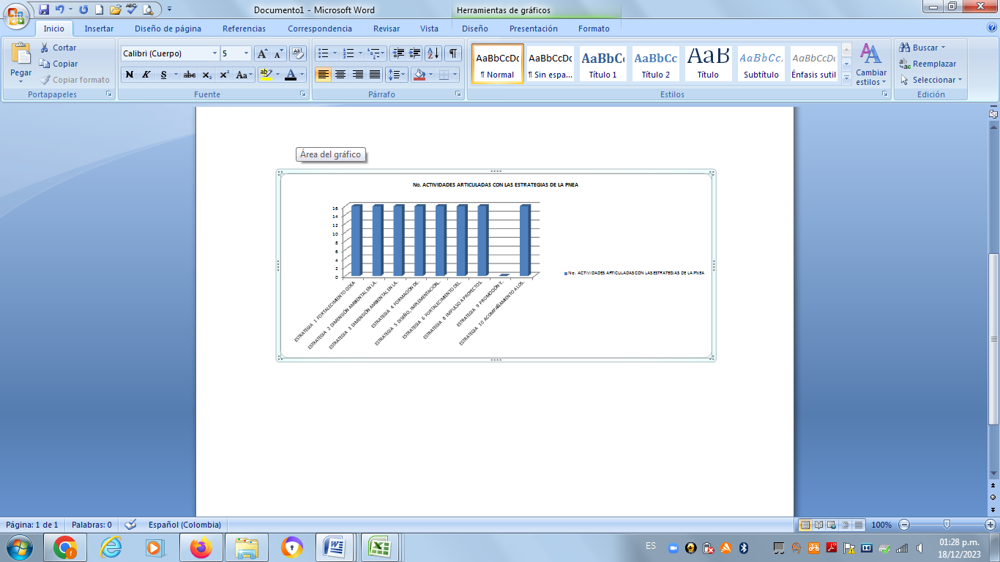 Documento1 - Microsoft Word
Herramientas de gráficos
Inicio Insertar Diseño de página Referencias Correspondencia Revisar Vista Diseño Presentación Formato
Pegar
Cortar
Copiar
Copiar formato
Portapapeles
Calibri (Cuerpo) 5
N K S abc x₂ x² Aa
Fuente
Párrafo
AaBbCcDc AaBbCcDc AaBbCc AaBbCc AaB AaBbCc. AaBbCcDc
¶ Normal ¶ Sin espa... Título 1 Título 2 Título Subtítulo Énfasis sutil
Cambiar estilos
Estilos
Buscar
Reemplazar
Seleccionar
Edición
Área del gráfico
No. ACTIVIDADES ARTICULADAS CON LAS ESTRATEGIAS DE LA PNEA
16
14
12
10
8
6
4
2
0
ESTRATEGIA 1 FORTALECIMIENTO CIDEA
ESTRATEGIA 2 DIMENSIÓN AMBIENTAL EN LA..
ESTRATEGIA 3 DIMENSIÓN AMBIENTAL EN LA..
ESTRATEGIA 4 FORMACIÓN DE..
ESTRATEGIA 5 DISEÑO, IMPLEMENTACIÓN,..
ESTRATEGIA 6 FORTALECIMIENTO DEL..
ESTRATEGIA 8 IMPULSO A PROYECTOS..
ESTRATEGIA 9 PROMOCIÓN Y..
ESTRATEGIA 10 ACOMPAÑAMIENTO A LOS..
No. ACTIVIDADES ARTICULADAS CON LAS ESTRATEGIAS DE LA PNEA
Página: 1 de 1 Palabras: 0 Español (Colombia) 100%
ES
01:28 p.m.
18/12/2023